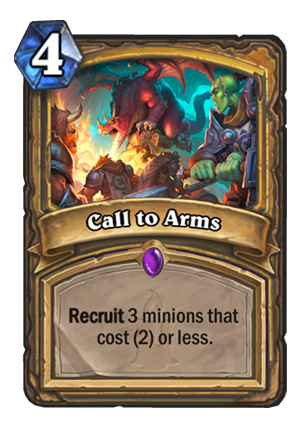 4
Call to Arms
Recruit 3 minions that
cost (2) or less.